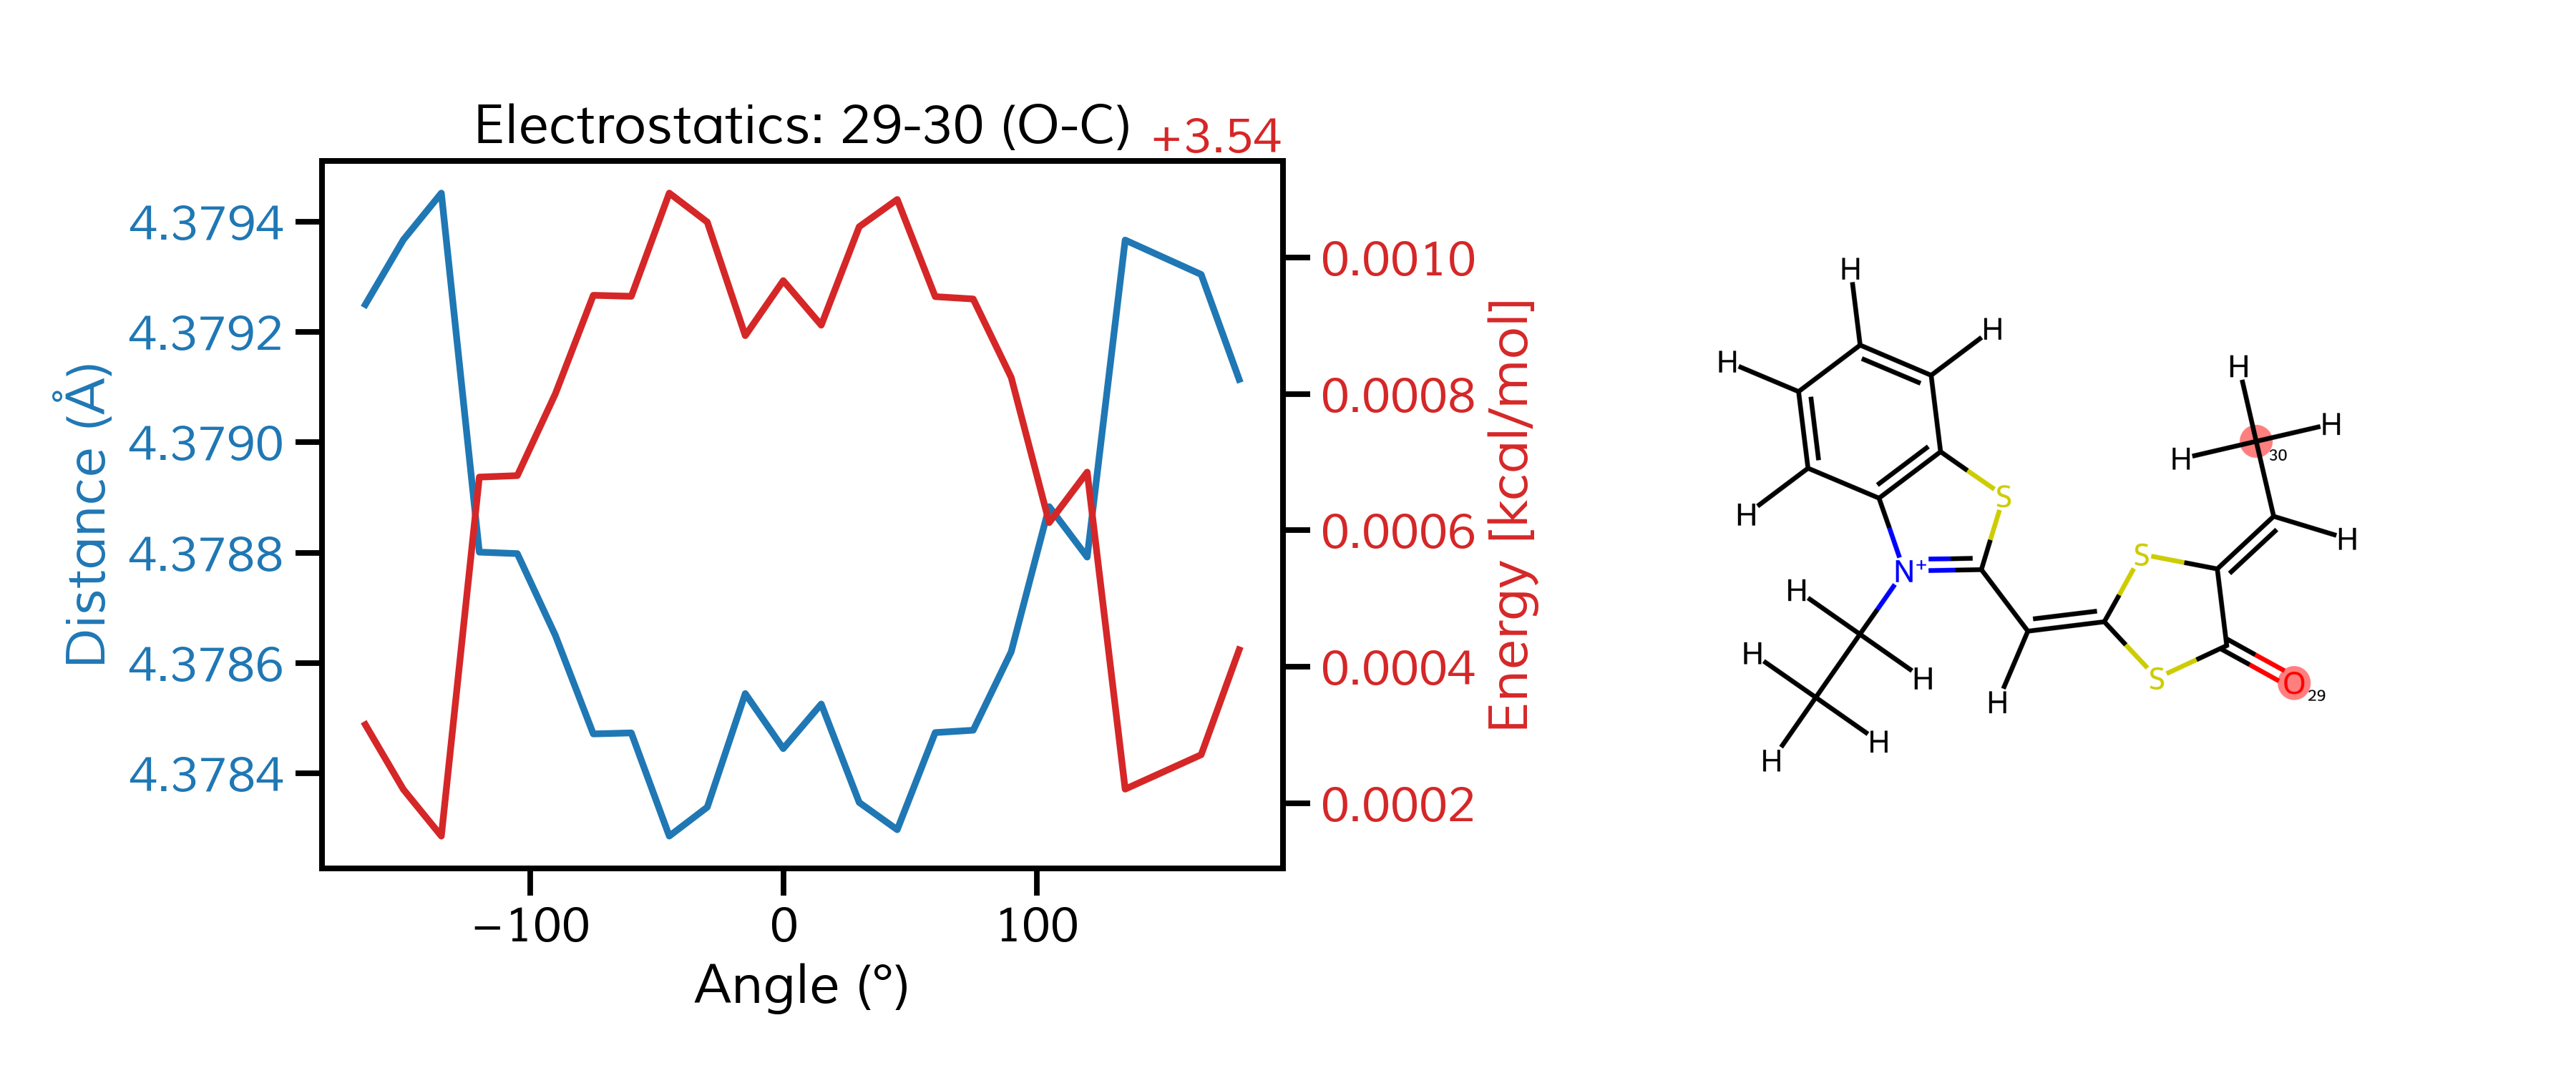 Electrostatics: 29-30 (O-C)
+3.54
Distance (Å)
4.3794
4.3792
4.3790
4.3788
4.3786
4.3784
0.0010
0.0008
0.0006
0.0004
0.0002
Energy [kcal/mol]
−100
0
100
Angle (°)
H
H
H
H
H
H
H
30
S
H
H
S
N+
H
H
H
S
O29
H
H
H